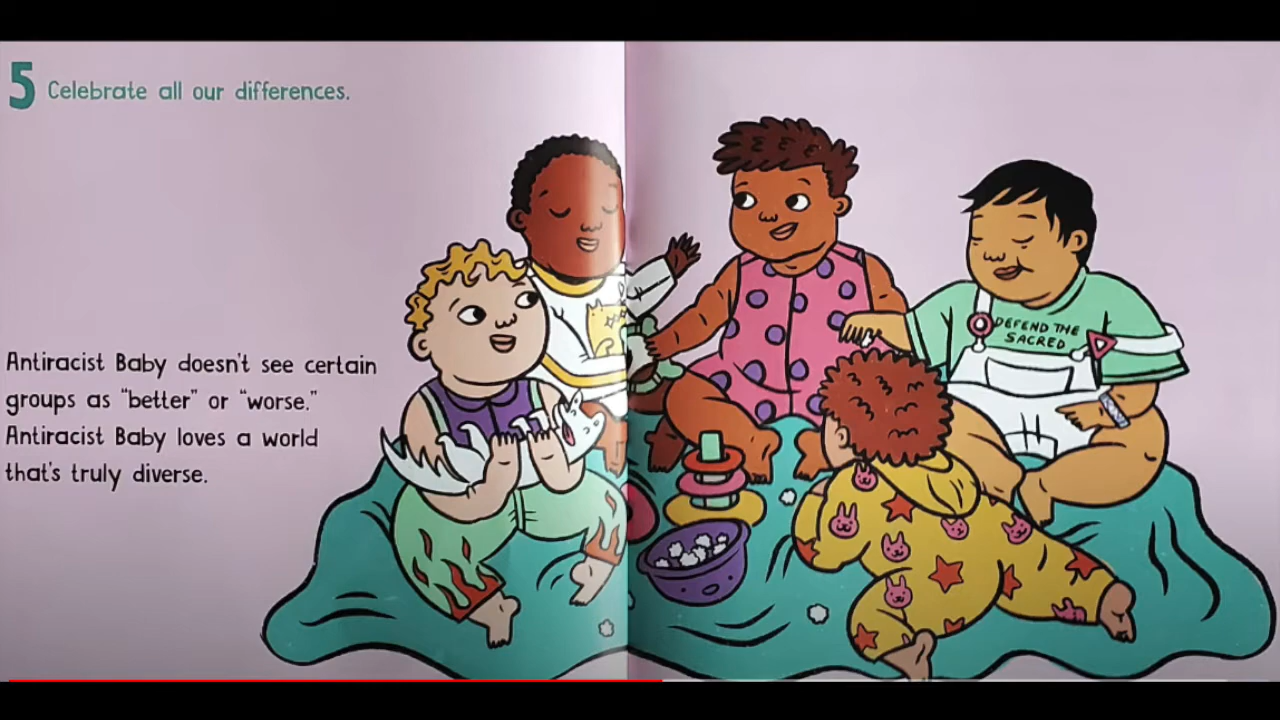 5 Celebrate all our differences.
Antiracist Baby doesn't see certain
groups as "better" or "worse."
Antiracist Baby loves a world
that's truly diverse.
DEFEND THE
SACRED